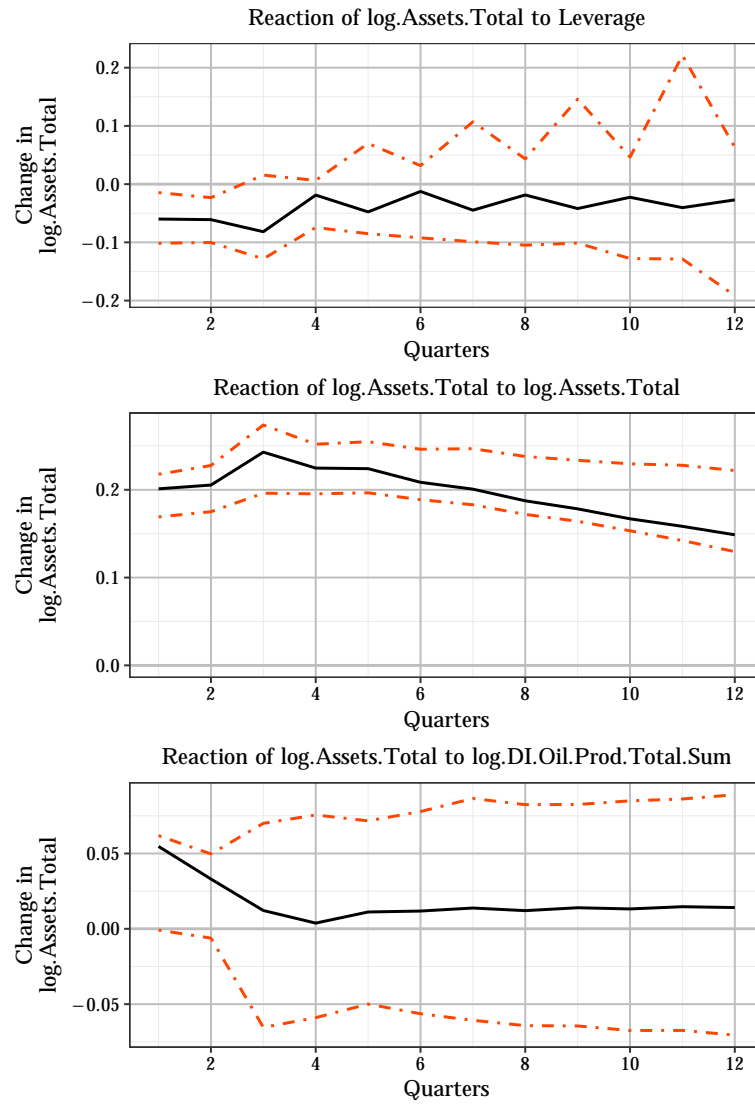 Reaction of log.Assets.Total to Leverage
Change in
log.Assets.Total
0.2
0.1
0.0
−0.1
−0.2
2 4 6 8 10 12
Quarters
Reaction of log.Assets.Total to log.Assets.Total
Change in
log.Assets.Total
0.2
0.1
0.0
2 4 6 8 10 12
Quarters
Reaction of log.Assets.Total to log.DI.Oil.Prod.Total.Sum
Change in
log.Assets.Total
0.05
0.00
−0.05
2 4 6 8 10 12
Quarters